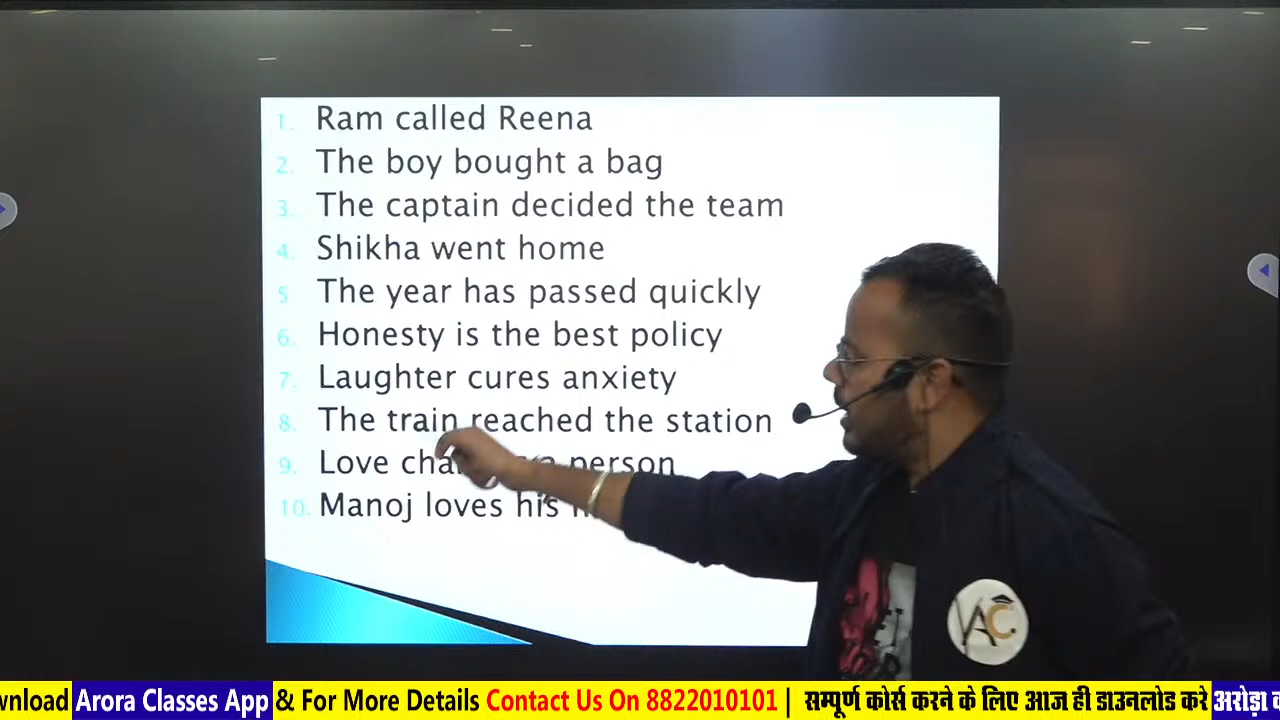 1. Ram called Reena
2. The boy bought a bag
3. The captain decided the team
4. Shikha went home
5. The year has passed quickly
6. Honesty is the best policy
7. Laughter cures anxiety
8. The train reached the station
9. Love a person
10. Manoj loves his
VAC
wnload Arora Classes App & For More Details Contact Us On 8822010101 | सम्पूर्ण कोर्स करने के लिए आज ही डाउनलोड करे अरोड़ा